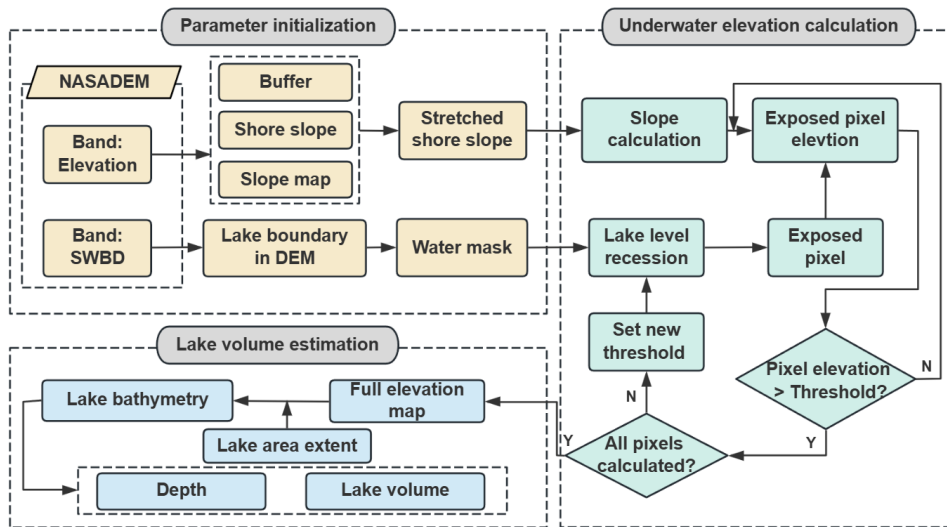 Parameter initialization
NASADEM
Band:
Elevation
Band:
SWBD
Buffer
Shore slope
Slope map
Stretched
shore slope
Lake boundary
in DEM
Water mask
Underwater elevation calculation
Slope
calculation
Exposed pixel
elevtion
Lake level
recession
Exposed
pixel
Set new
threshold
Pixel elevation
> Threshold?
N
Y
All pixels
calculated?
N
Y
Lake volume estimation
Lake bathymetry
Full elevation
map
Lake area extent
Depth
Lake volume